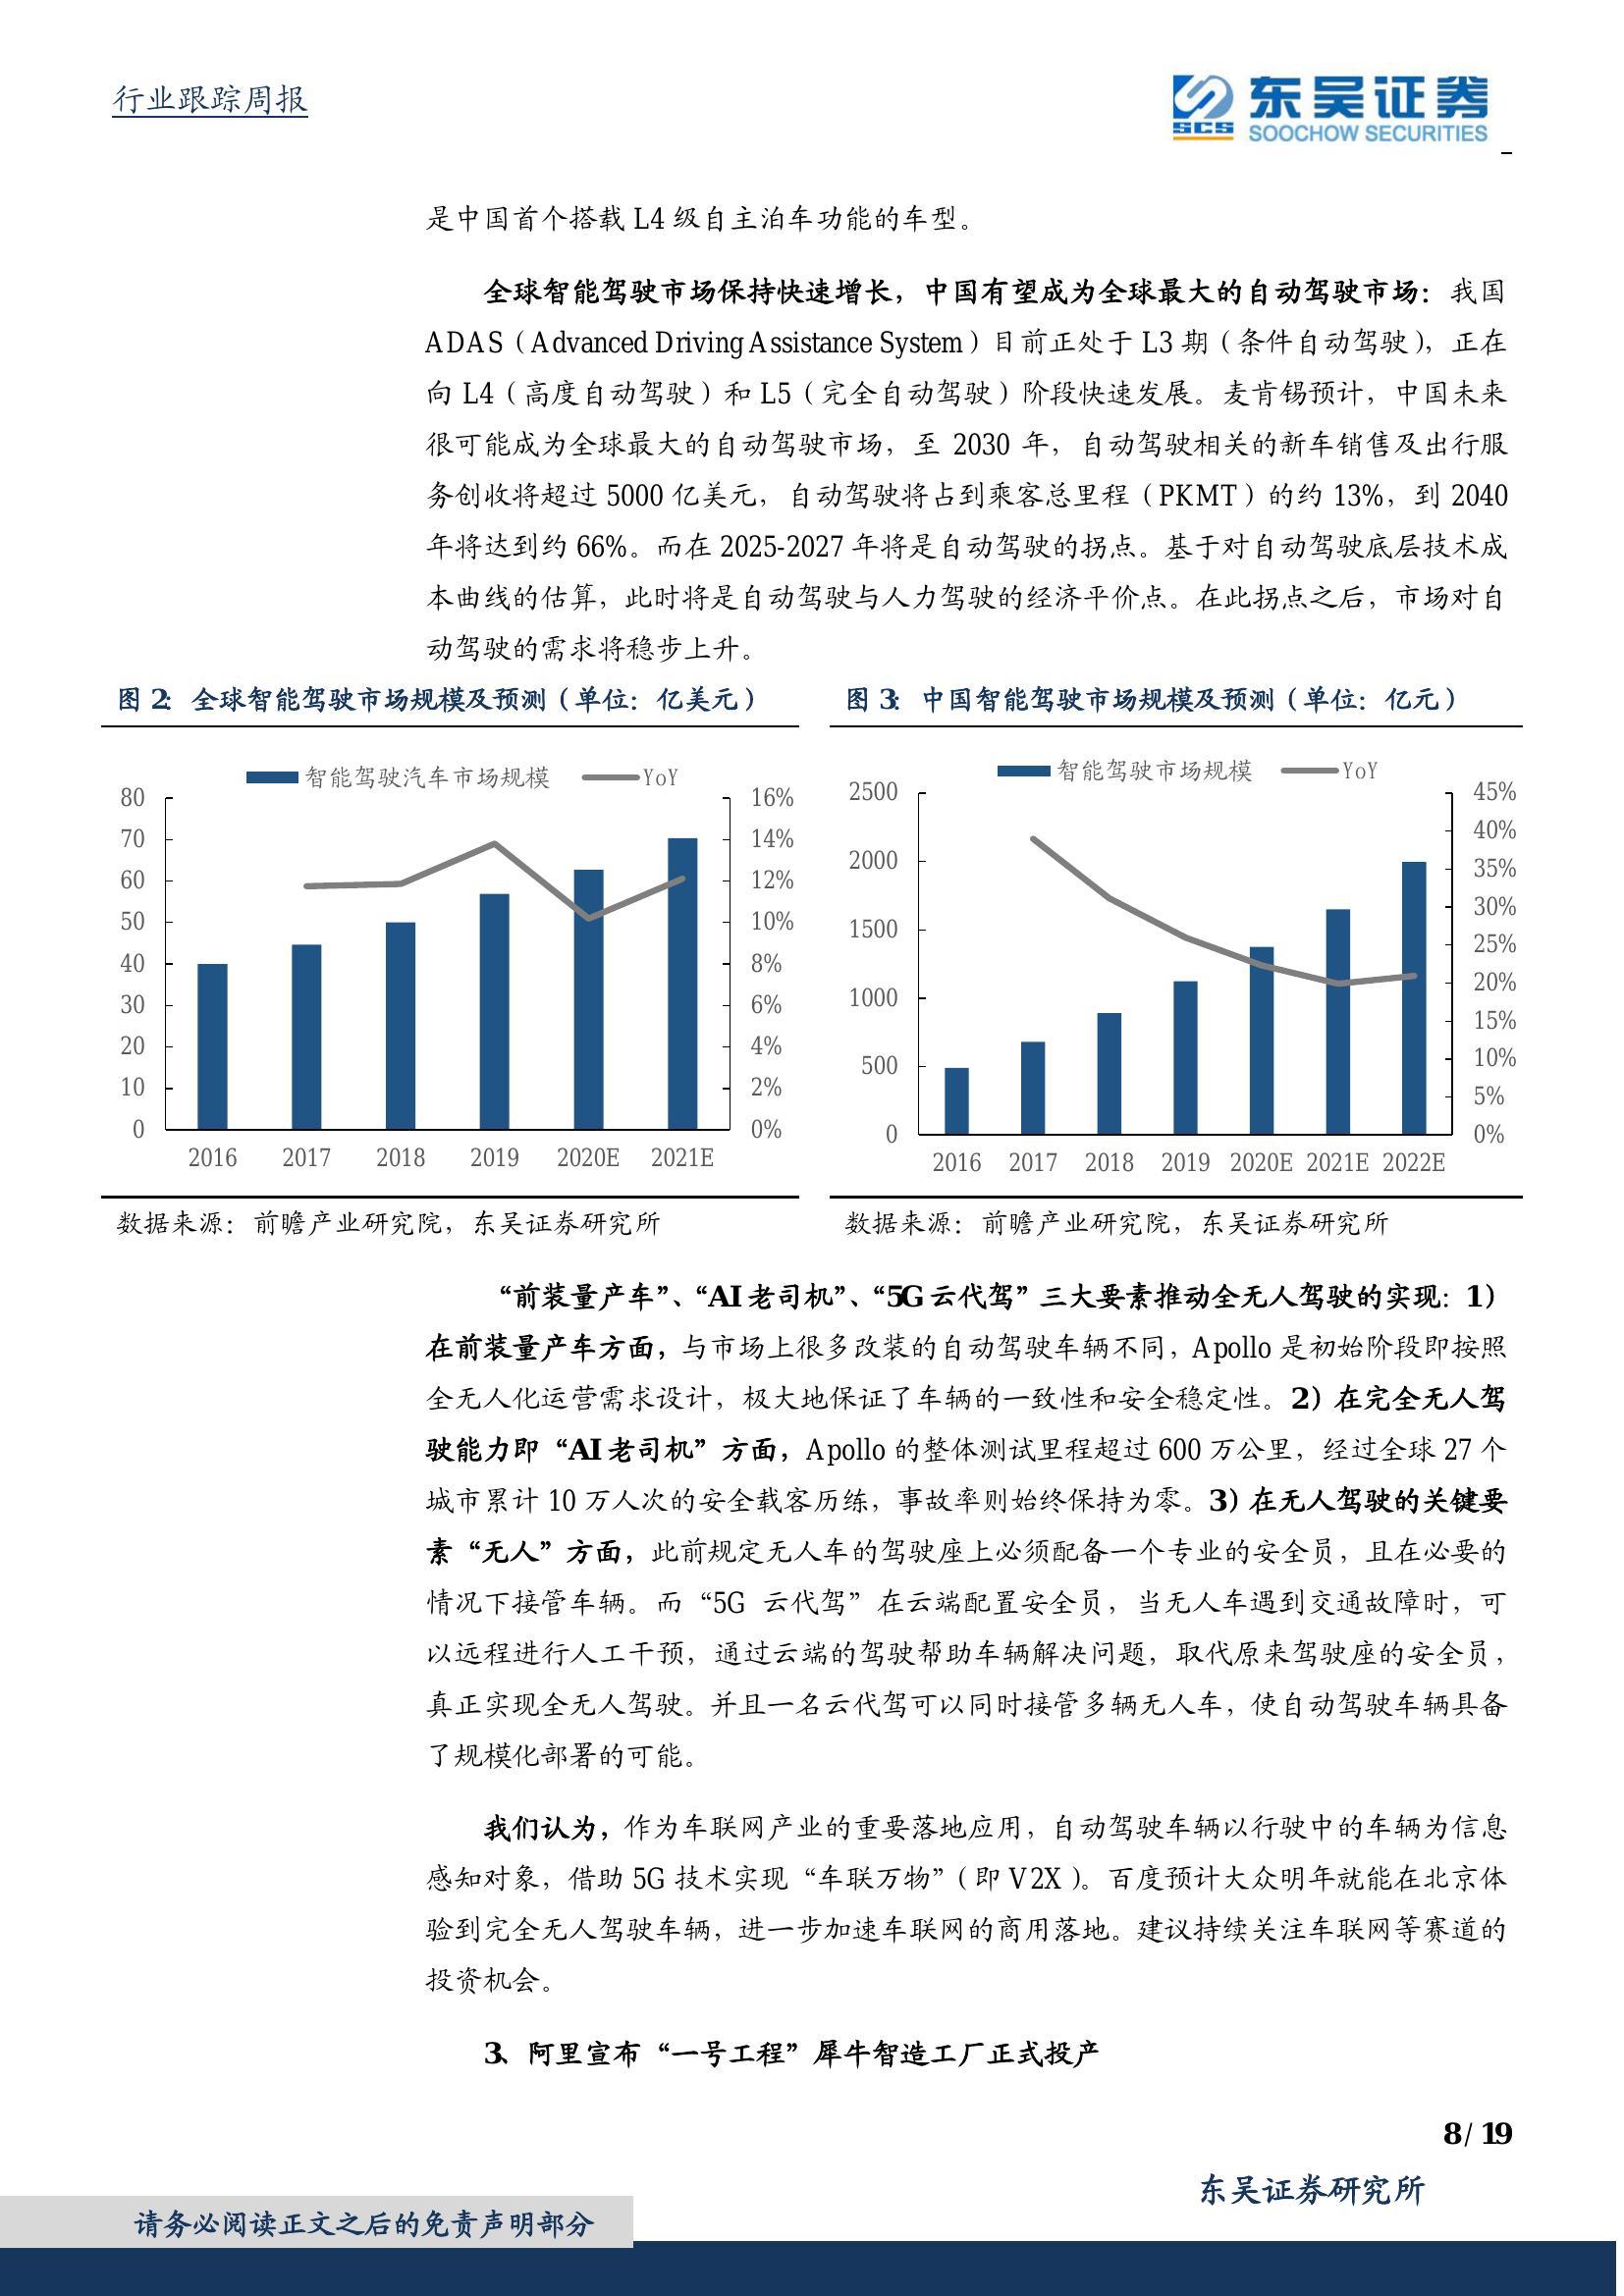 行业跟踪周报
SCS
东吴证券
SOOCHOW SECURITIES
是中国首个搭载 L4 级自主泊车功能的车型。
全球智能驾驶市场保持快速增长，中国有望成为全球最大的自动驾驶市场：我国
ADAS（Advanced Driving Assistance System）目前正处于 L3 期（条件自动驾驶），正在
向 L4（高度自动驾驶）和 L5（完全自动驾驶）阶段快速发展。麦肯锡预计，中国未来
很可能成为全球最大的自动驾驶市场，至 2030 年，自动驾驶相关的新车销售及出行服
务创收将超过 5000 亿美元，自动驾驶将占到乘客总里程（PKMT）的约 13%，到 2040
年将达到约 66%。而在 2025-2027 年将是自动驾驶的拐点。基于对自动驾驶底层技术成
本曲线的估算，此时将是自动驾驶与人力驾驶的经济平价点。在此拐点之后，市场对自
动驾驶的需求将稳步上升。
图 2：全球智能驾驶市场规模及预测（单位：亿美元）
智能驾驶汽车市场规模 YoY
80
70
60
50
40
30
20
10
0
16%
14%
12%
10%
8%
6%
4%
2%
0%
2016 2017 2018 2019 2020E 2021E
数据来源：前瞻产业研究院，东吴证券研究所
图 3：中国智能驾驶市场规模及预测（单位：亿元）
智能驾驶市场规模 YoY
2500
2000
1500
1000
500
0
45%
40%
35%
30%
25%
20%
15%
10%
5%
0%
2016 2017 2018 2019 2020E 2021E 2022E
数据来源：前瞻产业研究院，东吴证券研究所
“前装量产车”、“AI 老司机”、“5G 云代驾”三大要素推动全无人驾驶的实现：1）
在前装量产车方面，与市场上很多改装的自动驾驶车辆不同，Apollo 是初始阶段即按照
全无人化运营需求设计，极大地保证了车辆的一致性和安全稳定性。2）在完全无人驾
驶能力即“AI 老司机”方面，Apollo 的整体测试里程超过 600 万公里，经过全球 27 个
城市累计 10 万人次的安全载客历练，事故率则始终保持为零。3）在无人驾驶的关键要
素“无人”方面，此前规定无人车的驾驶座上必须配备一个专业的安全员，且在必要的
情况下接管车辆。而“5G 云代驾”在云端配置安全员，当无人车遇到交通故障时，可
以远程进行人工干预，通过云端的驾驶帮助车辆解决问题，取代原来驾驶座的安全员，
真正实现全无人驾驶。并且一名云代驾可以同时接管多辆无人车，使自动驾驶车辆具备
了规模化部署的可能。
我们认为，作为车联网产业的重要落地应用，自动驾驶车辆以行驶中的车辆为信息
感知对象，借助 5G 技术实现“车联万物”（即 V2X）。百度预计大众明年就能在北京体
验到完全无人驾驶车辆，进一步加速车联网的商用落地。建议持续关注车联网等赛道的
投资机会。
3、阿里宣布“一号工程”犀牛智造工厂正式投产
8 / 19
东吴证券研究所
请务必阅读正文之后的免责声明部分